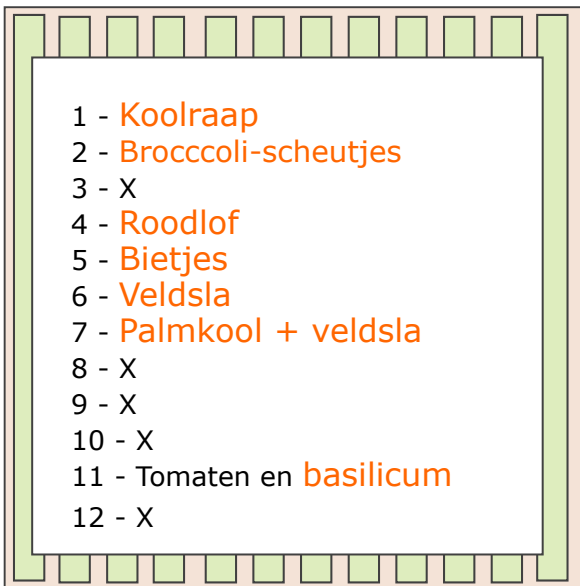 1 - Koolraap
2 - Brocccoli-scheutjes
3 - X
4 - Roodlof
5 - Bietjes
6 - Veldsla
7 - Palmkool + veldsla
8 - X
9 - X
10 - X
11 - Tomaten en basilicum
12 - X